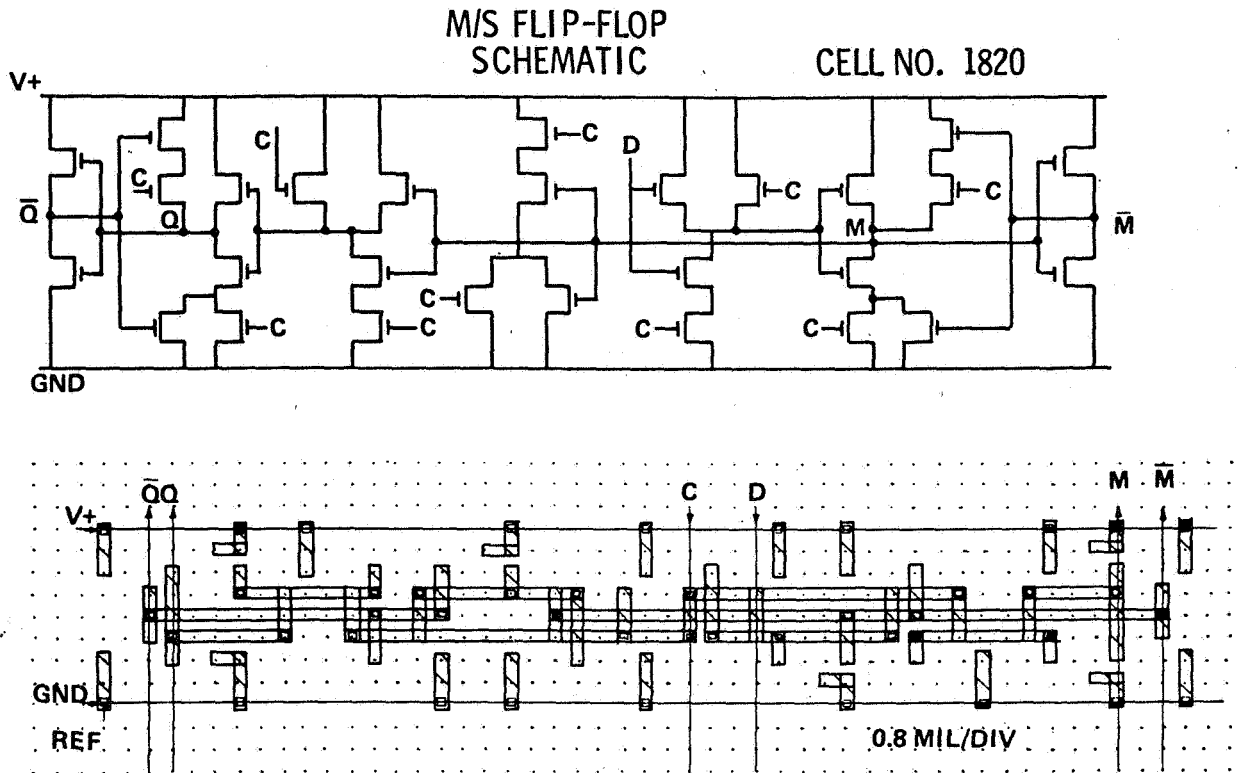 M/S FLIP-FLOP
SCHEMATIC
CELL NO. 1820
V+
C
C
D
C
C
Q̅
Q
M
M̅
C
C
C
C
C
C
GND
Q̅ Q
C
D
M
M̅
V+
GND
REF
0.8 MIL/DIV